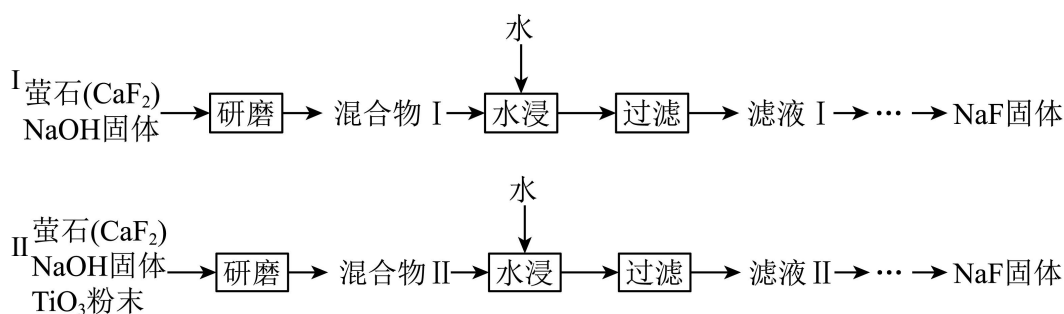 水
I 萤石(CaF₂)
NaOH固体 → 研磨 → 混合物 I → 水浸 → 过滤 → 滤液 I → ··· → NaF固体
水
II 萤石(CaF₂)
NaOH固体 → 研磨 → 混合物 II → 水浸 → 过滤 → 滤液 II → ··· → NaF固体
TiO₃粉末